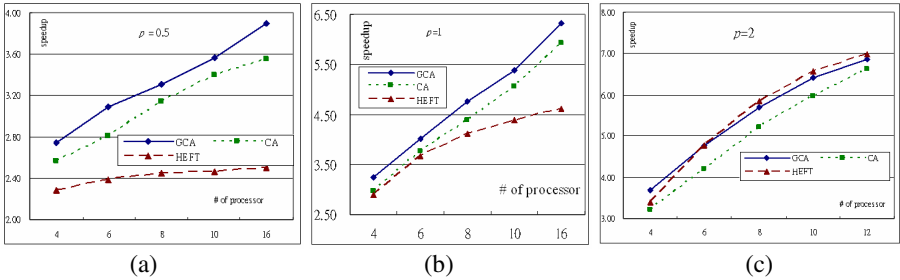 4.00
3.60
3.20
2.80
2.40
2.00
speedup
p = 0.5
GCA
CA
HEFT
# of processor
4 6 8 10 16
(a)
6.50
5.50
4.50
3.50
2.50
speedup
p=1
GCA
CA
HEFT
# of processor
4 6 8 10 16
(b)
7.00
6.00
5.00
4.00
3.00
speedup
p=2
GCA
CA
HEFT
# of processor
4 6 8 10 12
(c)